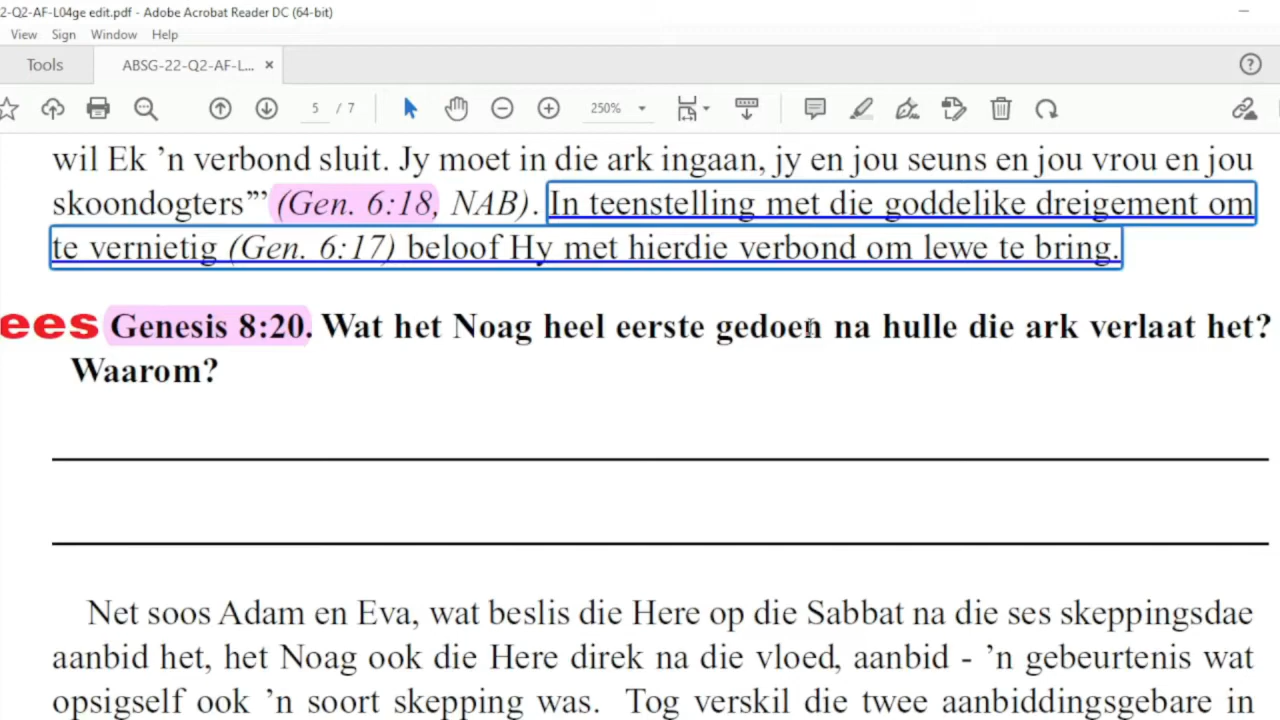 2-Q2-AF-L04ge edit.pdf - Adobe Acrobat Reader DC (64-bit)
View Sign Window Help
Tools ABSG-22-Q2-AF-L... ×
5 / 7 250%
wil Ek ’n verbond sluit. Jy moet in die ark ingaan, jy en jou seuns en jou vrou en jou
skoondogters”’ (Gen. 6:18, NAB). In teenstelling met die goddelike dreigement om
te vernietig (Gen. 6:17) beloof Hy met hierdie verbond om lewe te bring.
ees Genesis 8:20. Wat het Noag heel eerste gedoen na hulle die ark verlaat het?
Waarom?
Net soos Adam en Eva, wat beslis die Here op die Sabbat na die ses skeppingsdae
aanbid het, het Noag ook die Here direk na die vloed, aanbid - ’n gebeurtenis wat
opsigself ook ’n soort skepping was. Tog verskil die twee aanbiddingsgebare in